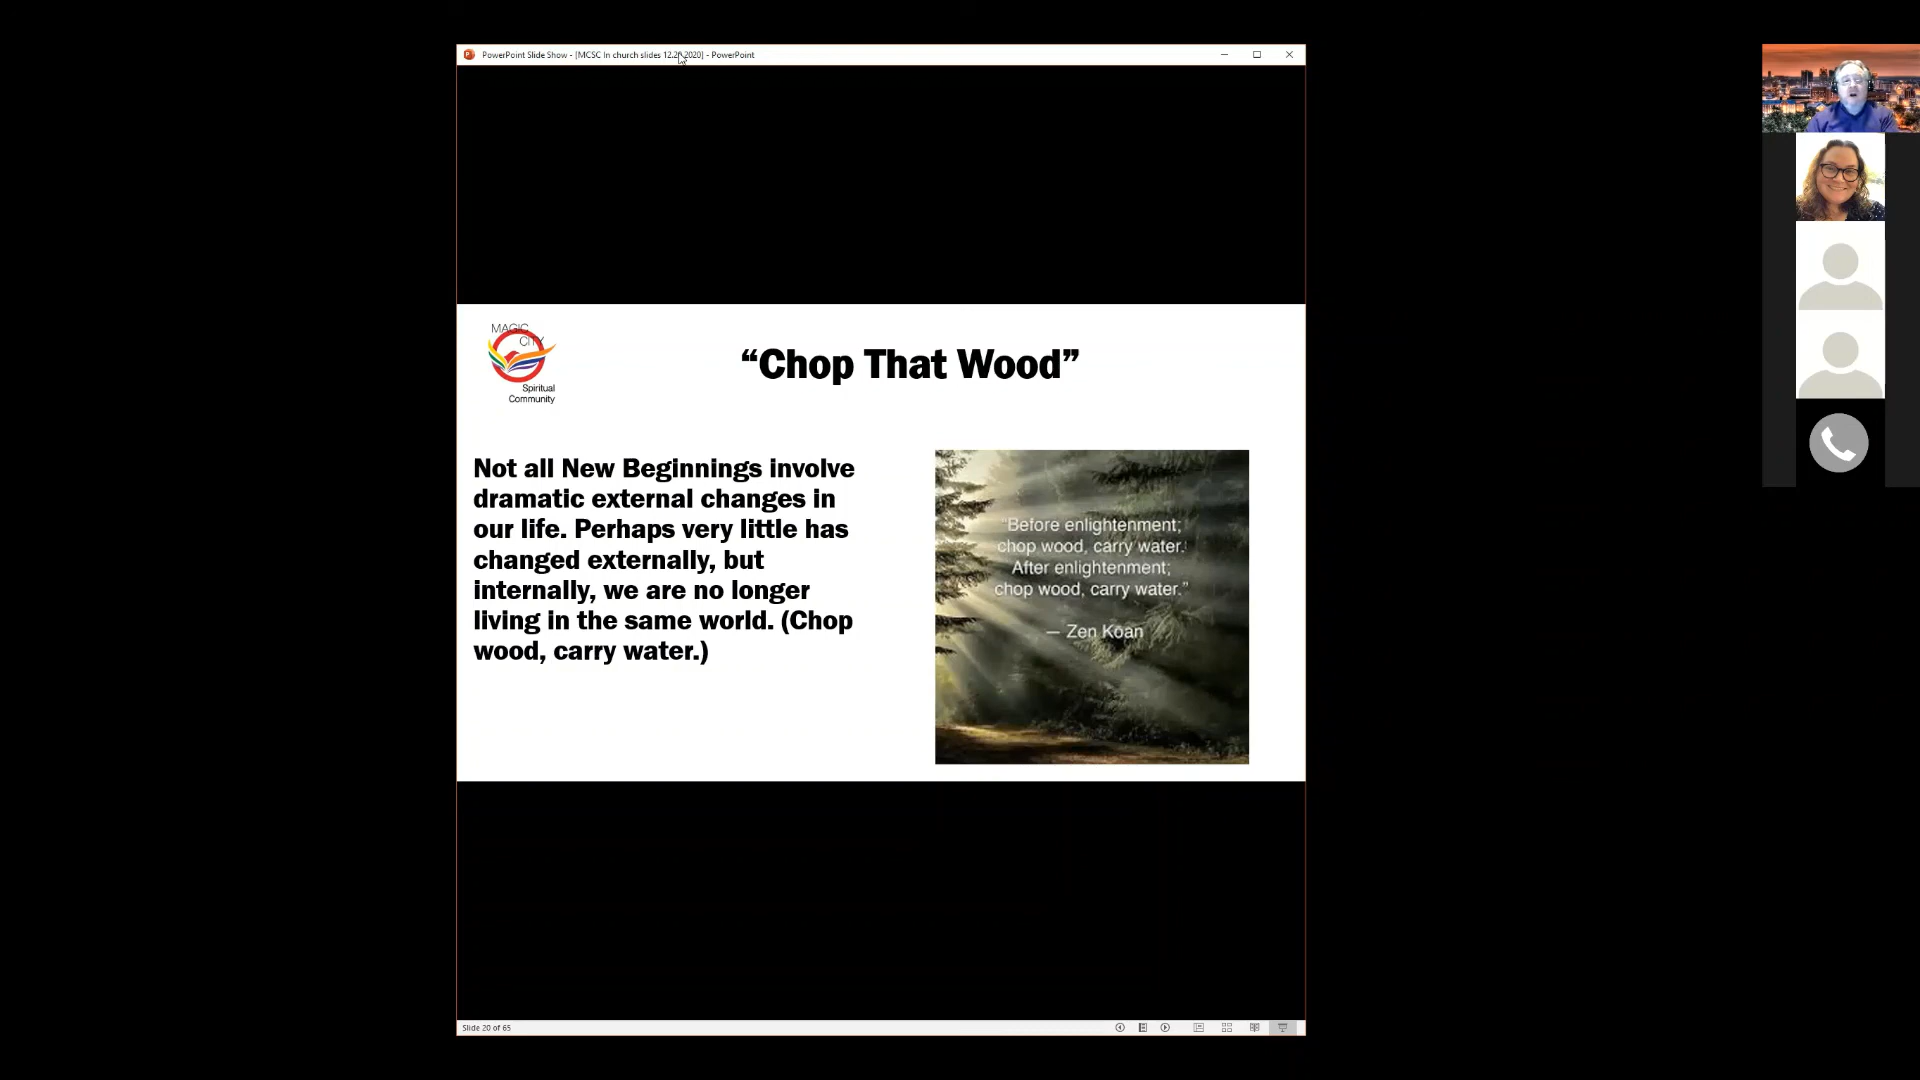 PowerPoint Slide Show - [MCSC In church slides 12.20.2020] - PowerPoint
MAGIC
CITY
Spiritual
Community
“Chop That Wood”
Not all New Beginnings involve
dramatic external changes in
our life. Perhaps very little has
changed externally, but
internally, we are no longer
living in the same world. (Chop
wood, carry water.)
“Before enlightenment;
chop wood, carry water.
After enlightenment;
chop wood, carry water.”
— Zen Koan
Slide 20 of 65